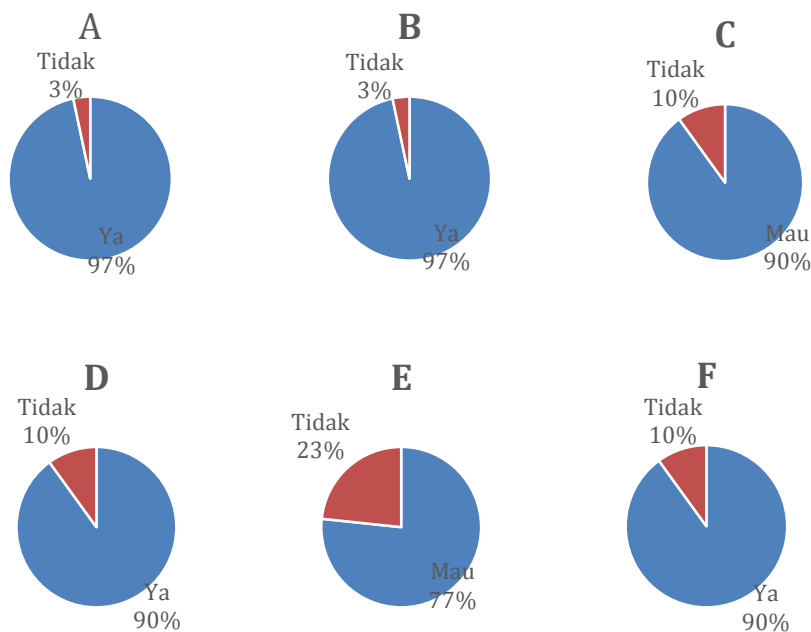 A
Tidak
3%
Ya
97%
B
Tidak
3%
Ya
97%
C
Tidak
10%
Mau
90%
D
Tidak
10%
Ya
90%
E
Tidak
23%
Mau
77%
F
Tidak
10%
Ya
90%